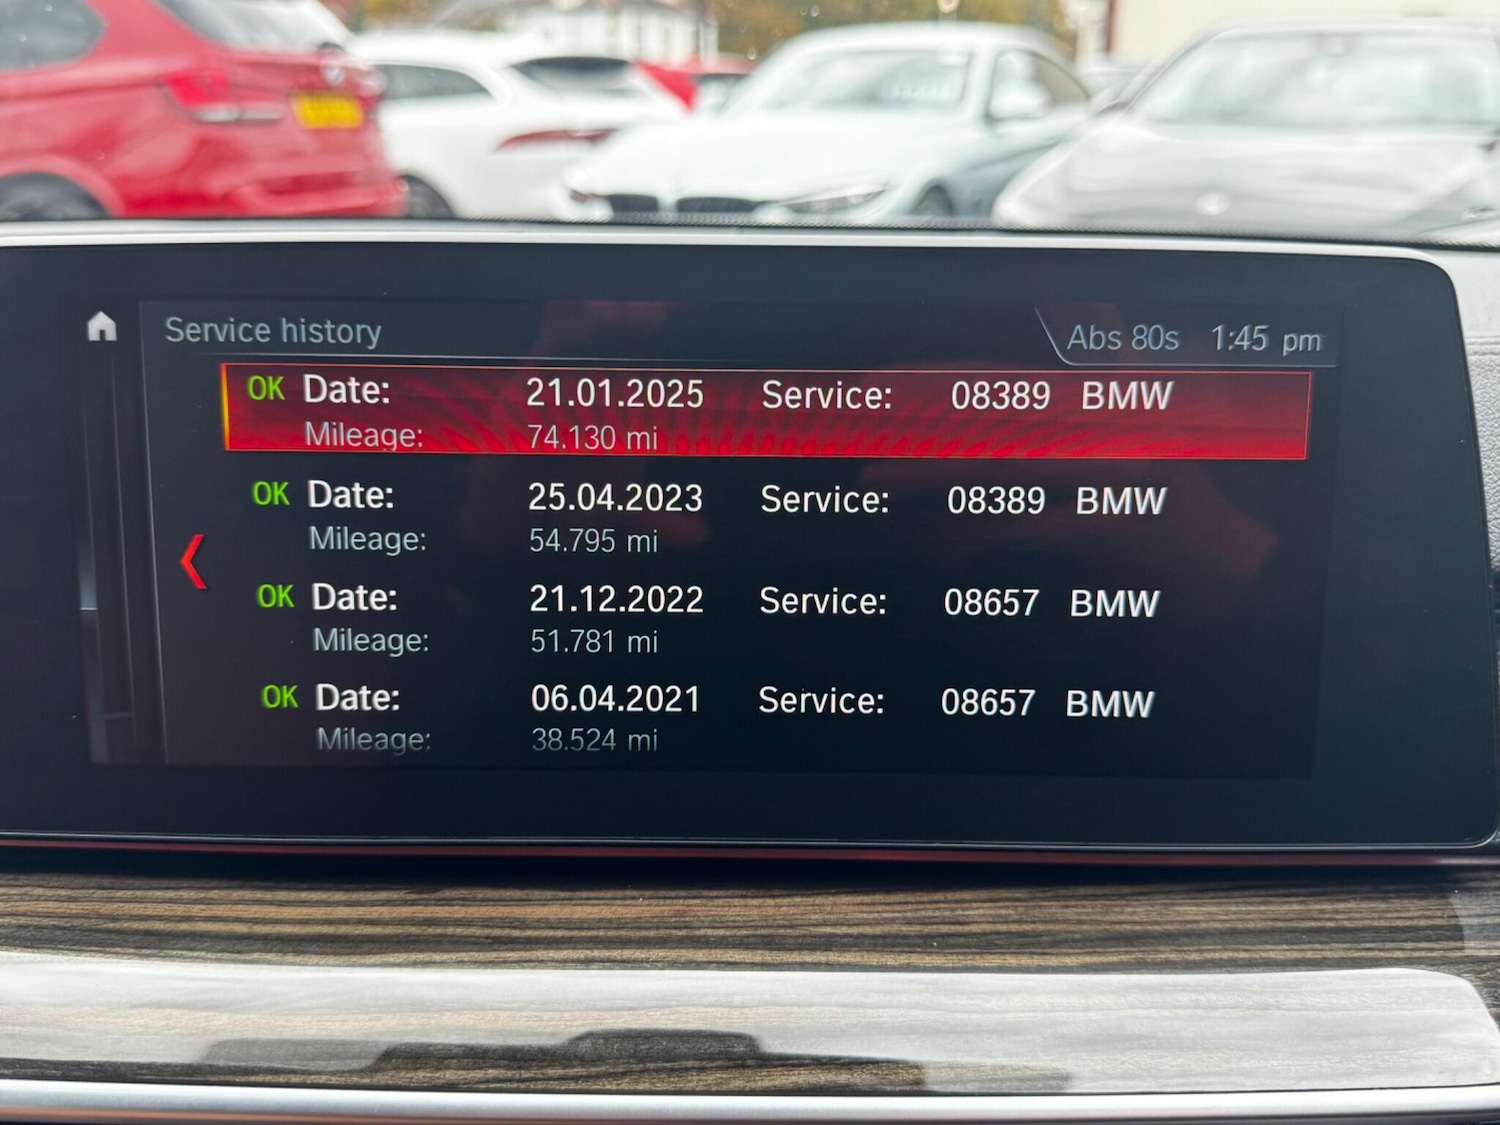 Service history Abs 80s 1:45 pm
OK Date: 21.01.2025 Service: 08389 BMW
Mileage: 74.130 mi
OK Date: 25.04.2023 Service: 08389 BMW
Mileage: 54.795 mi
OK Date: 21.12.2022 Service: 08657 BMW
Mileage: 51.781 mi
OK Date: 06.04.2021 Service: 08657 BMW
Mileage: 38.524 mi